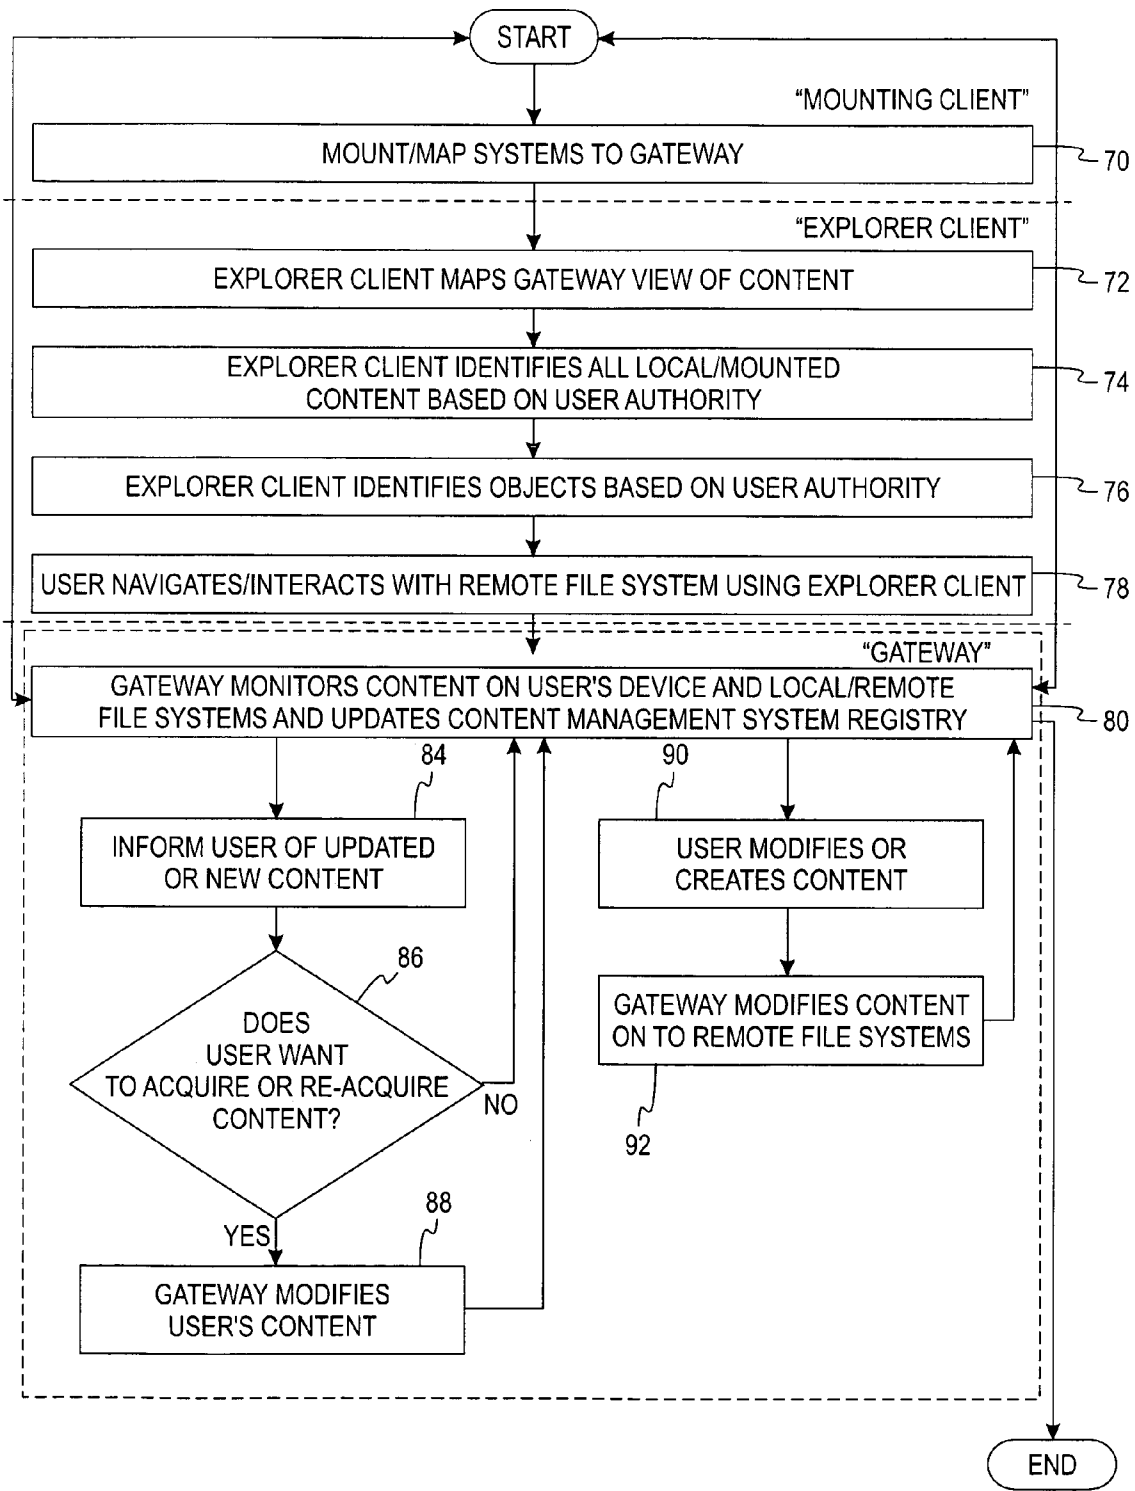 START
“MOUNTING CLIENT”
MOUNT/MAP SYSTEMS TO GATEWAY
70
“EXPLORER CLIENT”
EXPLORER CLIENT MAPS GATEWAY VIEW OF CONTENT
72
EXPLORER CLIENT IDENTIFIES ALL LOCAL/MOUNTED
CONTENT BASED ON USER AUTHORITY
74
EXPLORER CLIENT IDENTIFIES OBJECTS BASED ON USER AUTHORITY
76
USER NAVIGATES/INTERACTS WITH REMOTE FILE SYSTEM USING EXPLORER CLIENT
78
“GATEWAY”
GATEWAY MONITORS CONTENT ON USER'S DEVICE AND LOCAL/REMOTE
FILE SYSTEMS AND UPDATES CONTENT MANAGEMENT SYSTEM REGISTRY
80
84
INFORM USER OF UPDATED
OR NEW CONTENT
86
DOES
USER WANT
TO ACQUIRE OR RE-ACQUIRE
CONTENT?
NO
YES
88
GATEWAY MODIFIES
USER'S CONTENT
90
USER MODIFIES OR
CREATES CONTENT
GATEWAY MODIFIES CONTENT
ON TO REMOTE FILE SYSTEMS
92
END